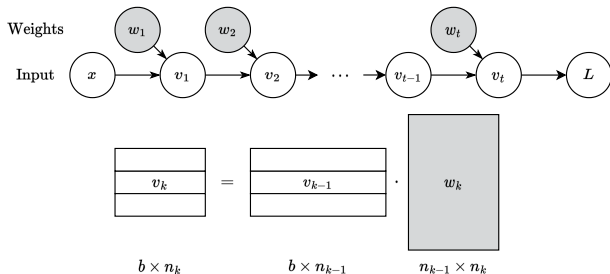 Weights w₁ w₂ wₜ
Input x v₁ v₂ ⋯ vₜ₋₁ vₜ L
vₖ = vₖ₋₁ · wₖ
b × nₖ b × nₖ₋₁ nₖ₋₁ × nₖ